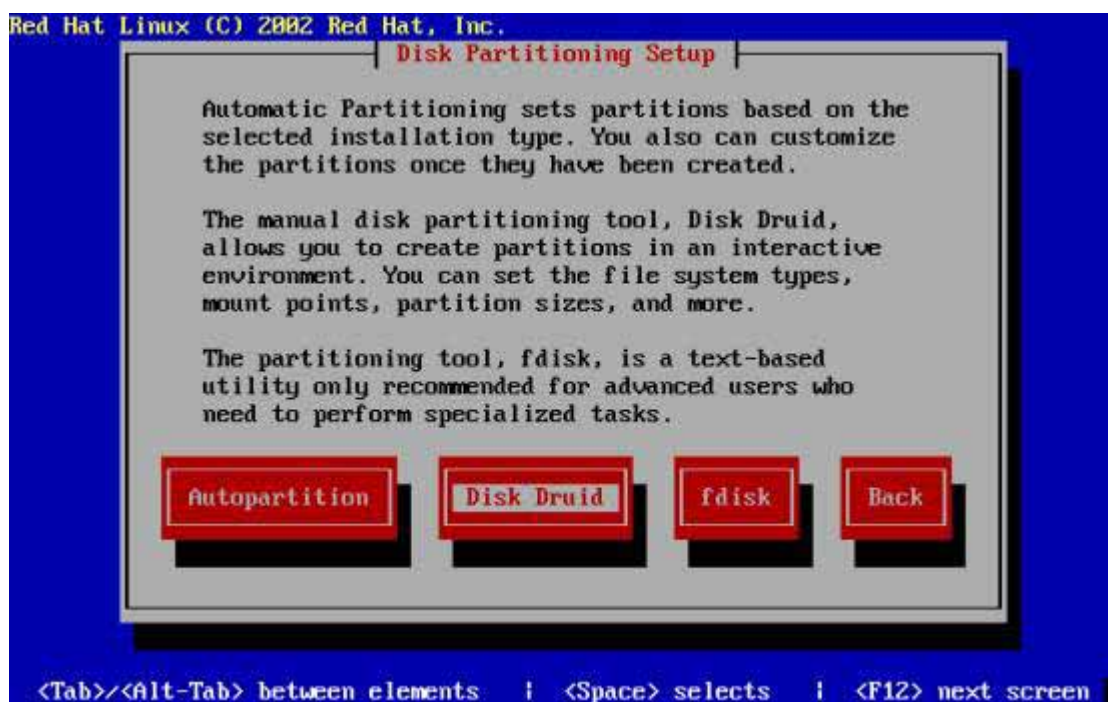 Red Hat Linux (C) 2002 Red Hat, Inc.
Disk Partitioning Setup
Automatic Partitioning sets partitions based on the
selected installation type. You also can customize
the partitions once they have been created.
The manual disk partitioning tool, Disk Druid,
allows you to create partitions in an interactive
environment. You can set the file system types,
mount points, partition sizes, and more.
The partitioning tool, fdisk, is a text-based
utility only recommended for advanced users who
need to perform specialized tasks.
Autopartition Disk Druid fdisk Back
<Tab>/<Alt-Tab> between elements | <Space> selects | <F12> next screen